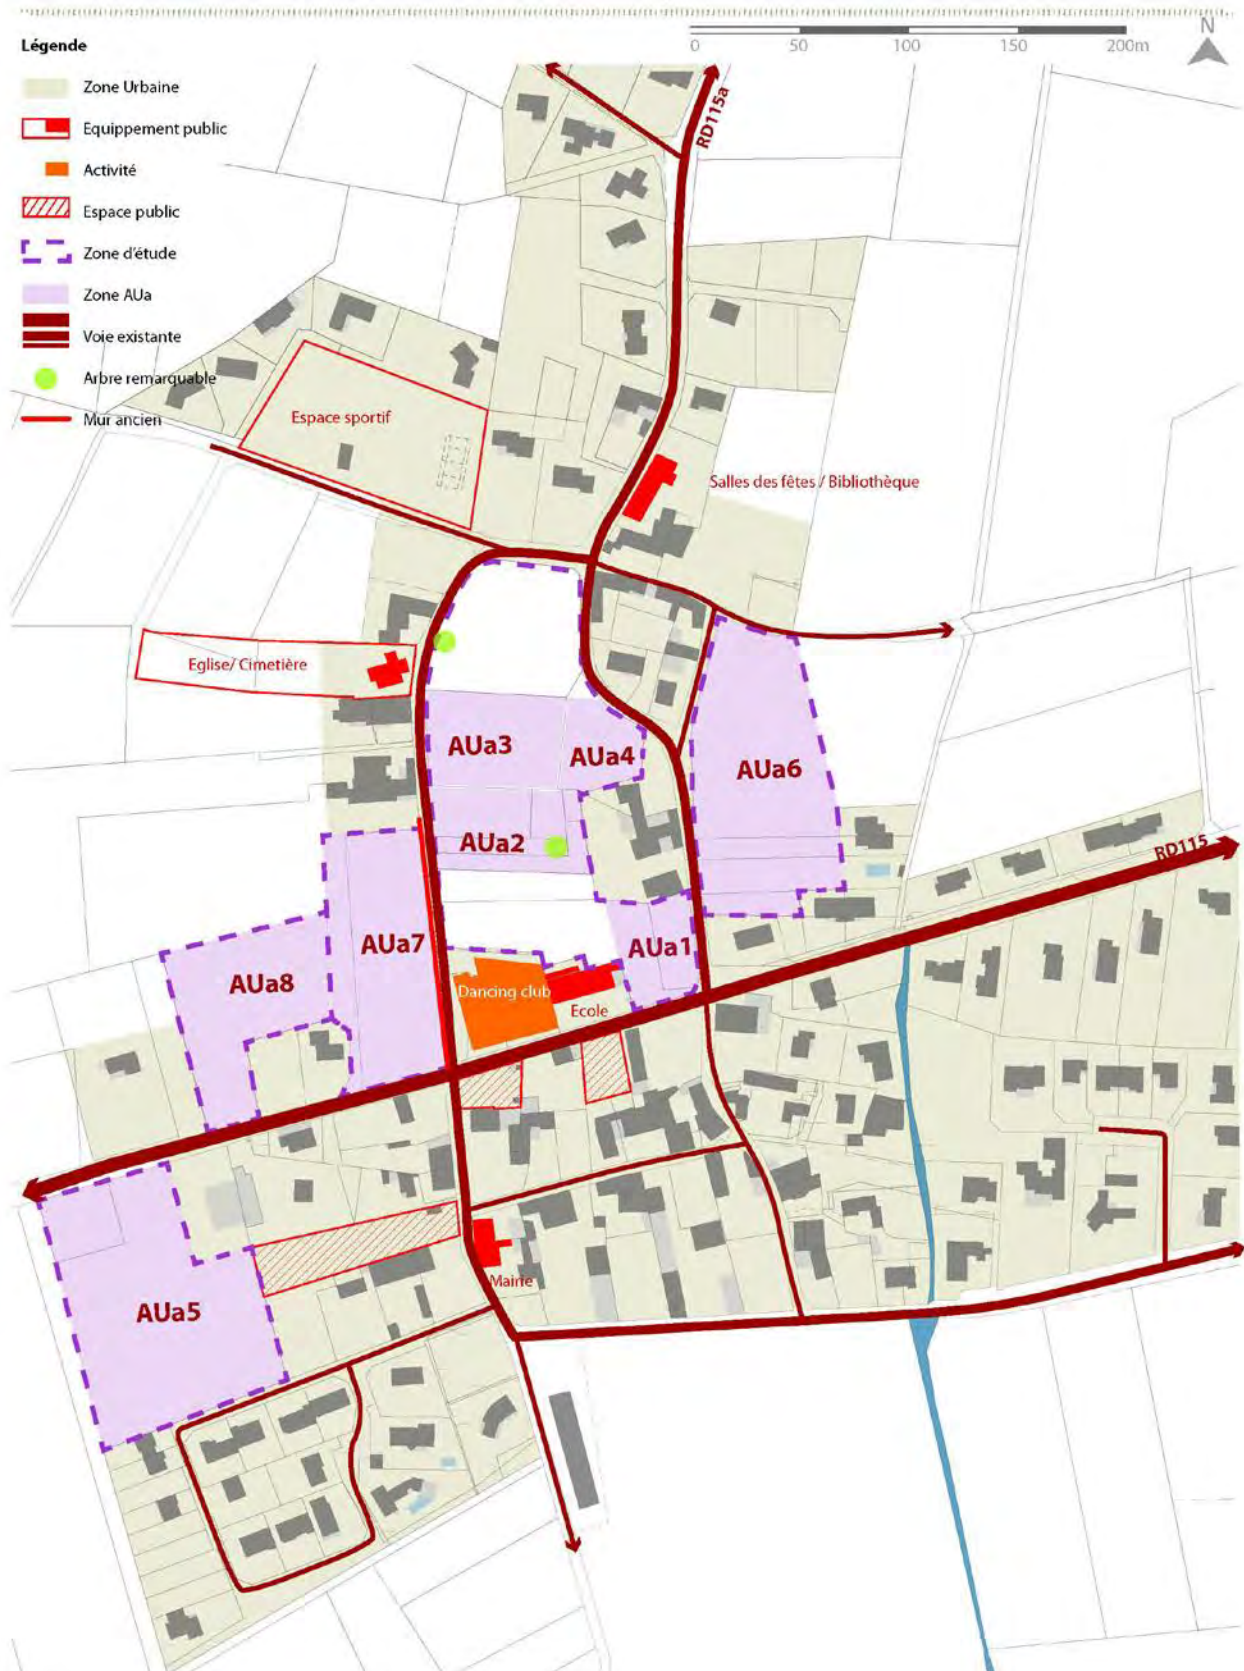 0 50 100 150 200m
N
Légende
Zone Urbaine
Equippement public
Activité
Espace public
Zone d'étude
Zone AUa
Voie existante
Arbre remarquable
Mur ancien
RD115a
Espace sportif
Salles des fêtes / Bibliothèque
Eglise/ Cimetière
AUa3
AUa4
AUa6
AUa2
RD115
AUa7
AUa1
AUa8
Dancing club
Ecole
Mairie
AUa5